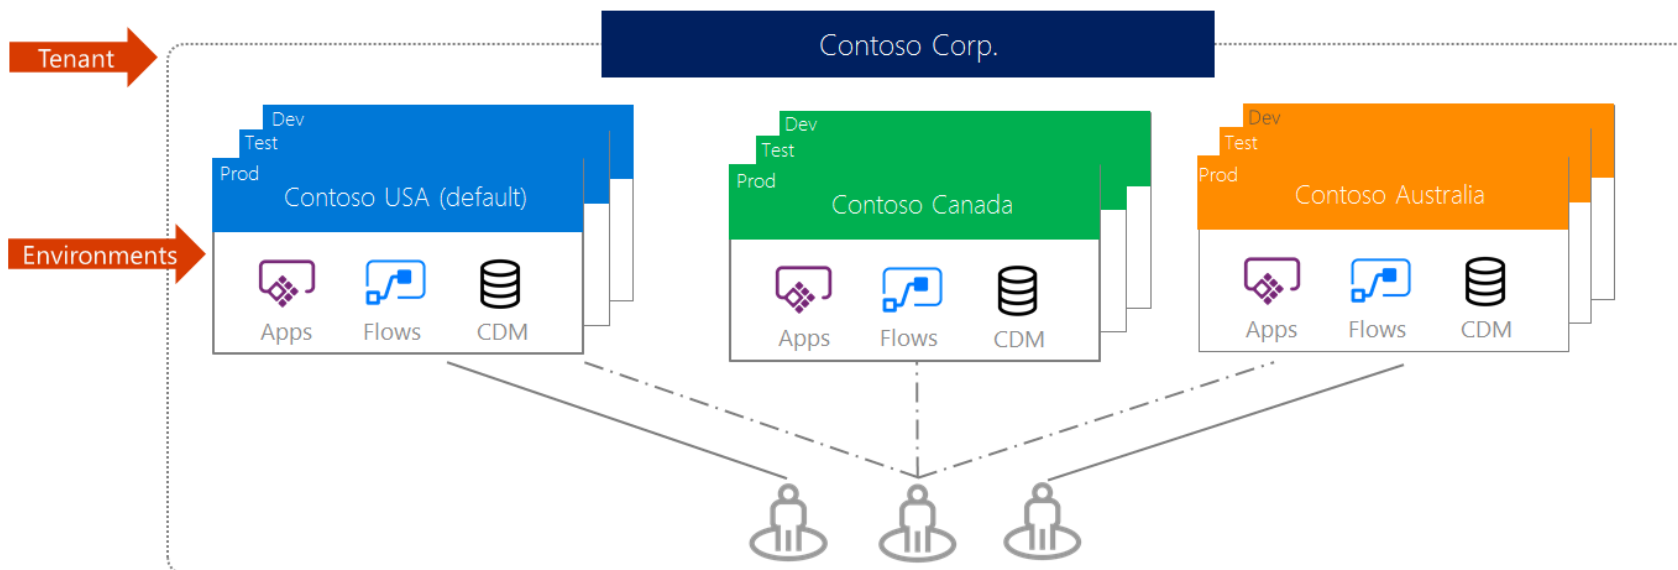 Contoso Corp.
Tenant
Dev
Test
Prod
Contoso USA (default)
Apps
Flows
CDM
Dev
Test
Prod
Contoso Canada
Apps
Flows
CDM
Dev
Test
Prod
Contoso Australia
Apps
Flows
CDM
Environments